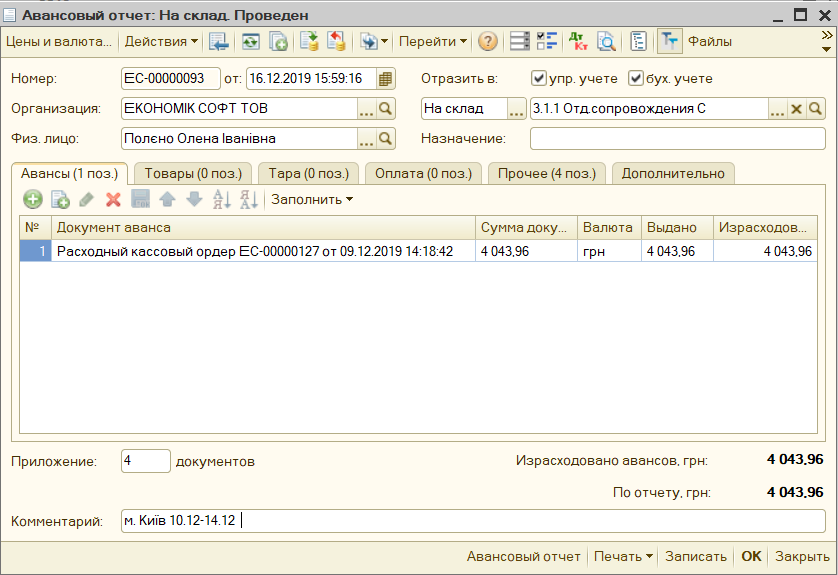 Авансовый отчет: На склад. Проведен
Цены и валюта... Действия Перейти Файлы
Номер: ЕС-00000093 от: 16.12.2019 15:59:16 Отразить в: упр. учете бух. учете
Организация: ЕКОНОМІК СОФТ ТОВ ... На склад ... 3.1.1 Отд.сопровождения С ...
Физ. лицо: Полєно Олена Іванівна ... Назначение:
Авансы (1 поз.) Товары (0 поз.) Тара (0 поз.) Оплата (0 поз.) Прочее (4 поз.) Дополнительно
Заполнить
№ Документ аванса Сумма доку... Валюта Выдано Израсходов...
1 Расходный кассовый ордер ЕС-00000127 от 09.12.2019 14:18:42 4 043,96 грн 4 043,96 4 043,96
Приложение: 4 документов Израсходовано авансов, грн: 4 043,96
По отчету, грн: 4 043,96
Комментарий: м. Київ 10.12-14.12
Авансовый отчет Печать Записать OK Закрыть